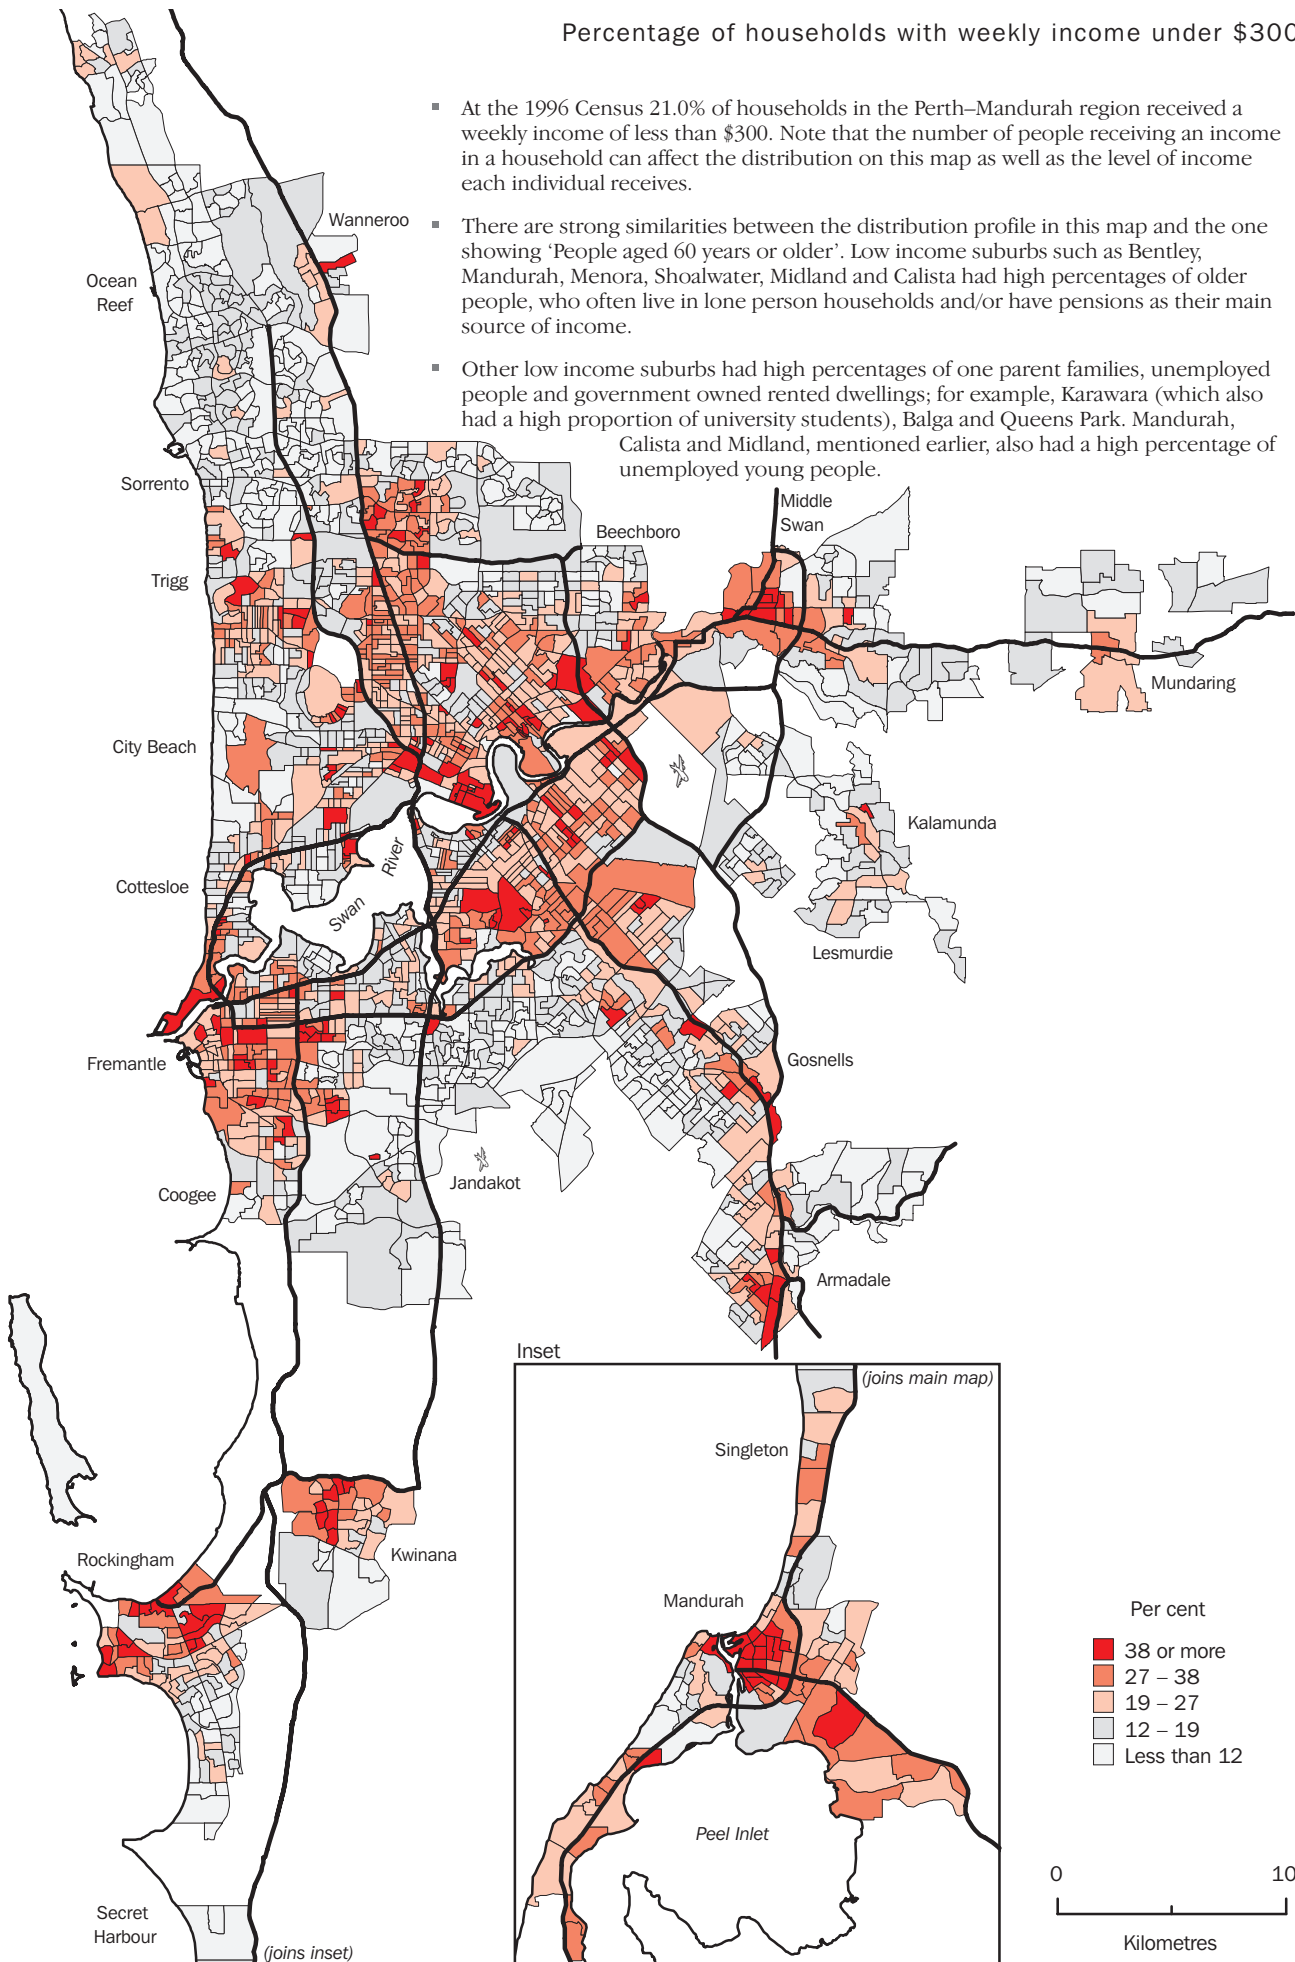 Percentage of households with weekly income under $300
▪ At the 1996 Census 21.0% of households in the Perth–Mandurah region received a
weekly income of less than $300. Note that the number of people receiving an income
in a household can affect the distribution on this map as well as the level of income
each individual receives.
▪ There are strong similarities between the distribution profile in this map and the one
showing ‘People aged 60 years or older’. Low income suburbs such as Bentley,
Mandurah, Menora, Shoalwater, Midland and Calista had high percentages of older
people, who often live in lone person households and/or have pensions as their main
source of income.
▪ Other low income suburbs had high percentages of one parent families, unemployed
people and government owned rented dwellings; for example, Karawara (which also
had a high proportion of university students), Balga and Queens Park. Mandurah,
Calista and Midland, mentioned earlier, also had a high percentage of
unemployed young people.
Wanneroo
Ocean
Reef
Sorrento
Middle
Swan
Beechboro
Trigg
Mundaring
City Beach
Kalamunda
River
Cottesloe
Swan
Lesmurdie
Fremantle
Gosnells
Jandakot
Coogee
Armadale
Inset
(joins main map)
Singleton
Kwinana
Rockingham
Mandurah
Per cent
38 or more
27 – 38
19 – 27
12 – 19
Less than 12
Peel Inlet
0 10
Kilometres
Secret
Harbour
(joins inset)